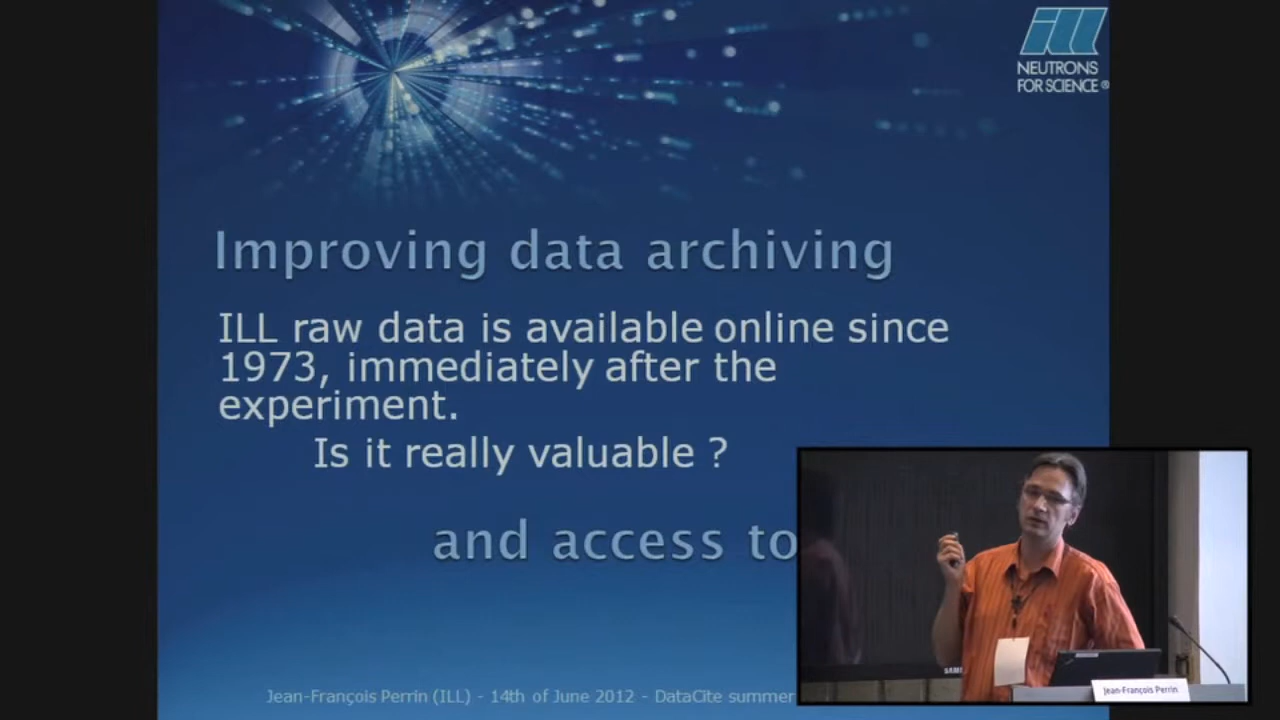 ill
NEUTRONS
FOR SCIENCE®
Improving data archiving
ILL raw data is available online since
1973, immediately after the
experiment.
Is it really valuable ?
and access to
Jean-François Perrin (ILL) - 14th of June 2012 - DataCite summer
Jean-François Perrin